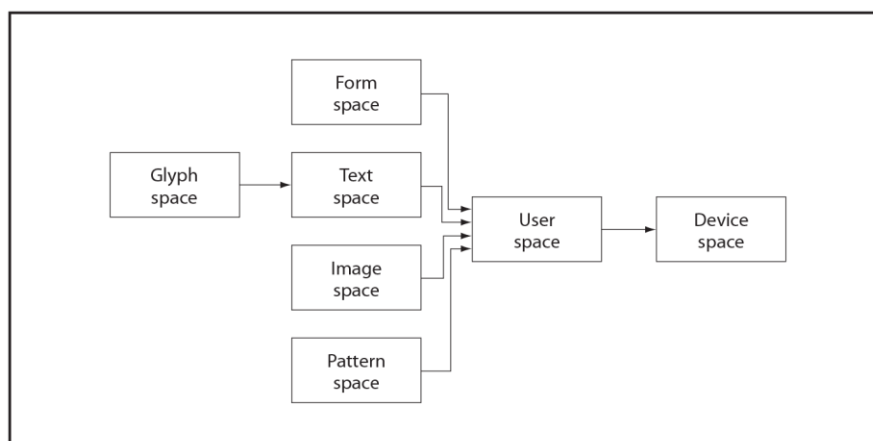 Form
space
Glyph
space
Text
space
User
space
Device
space
Image
space
Pattern
space